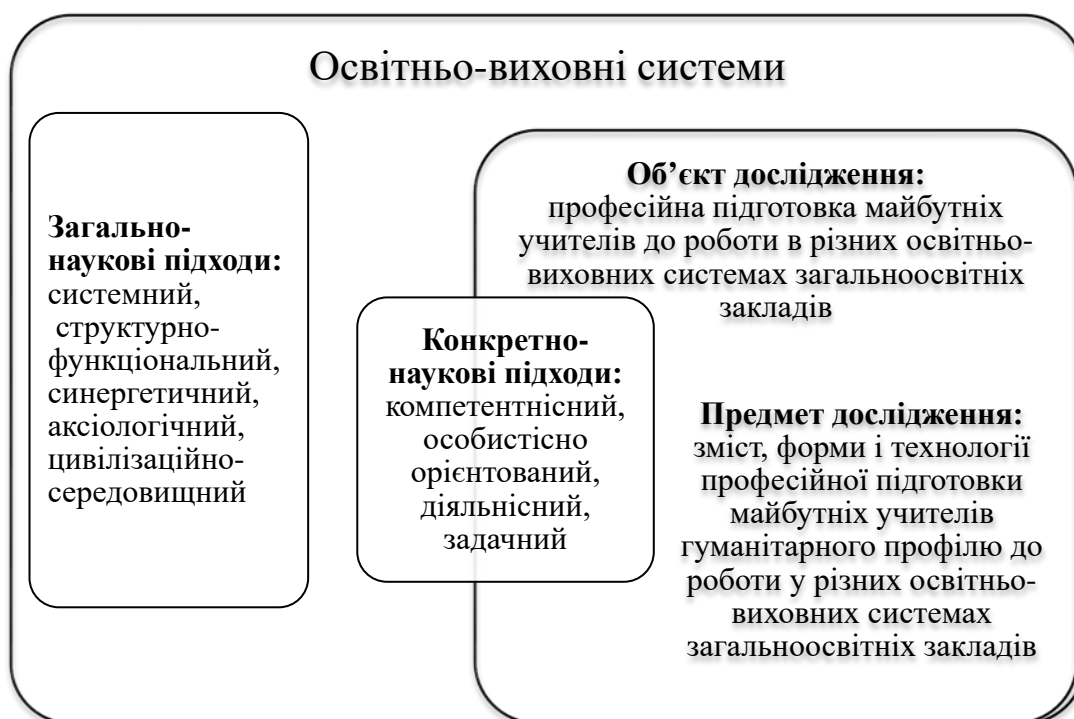 Освітньо-виховні системи
Загально-
наукові підходи:
системний,
структурно-
функціональний,
синергетичний,
аксіологічний,
цивілізаційно-
середовищний
Конкретно-
наукові підходи:
компетентнісний,
особистісно
орієнтований,
діяльнісний,
задачний
Об’єкт дослідження:
професійна підготовка майбутніх
учителів до роботи в різних освітньо-
виховних системах загальноосвітніх
закладів
Предмет дослідження:
зміст, форми і технології
професійної підготовки
майбутніх учителів
гуманітарного профілю до
роботи у різних освітньо-
виховних системах
загальноосвітніх закладів